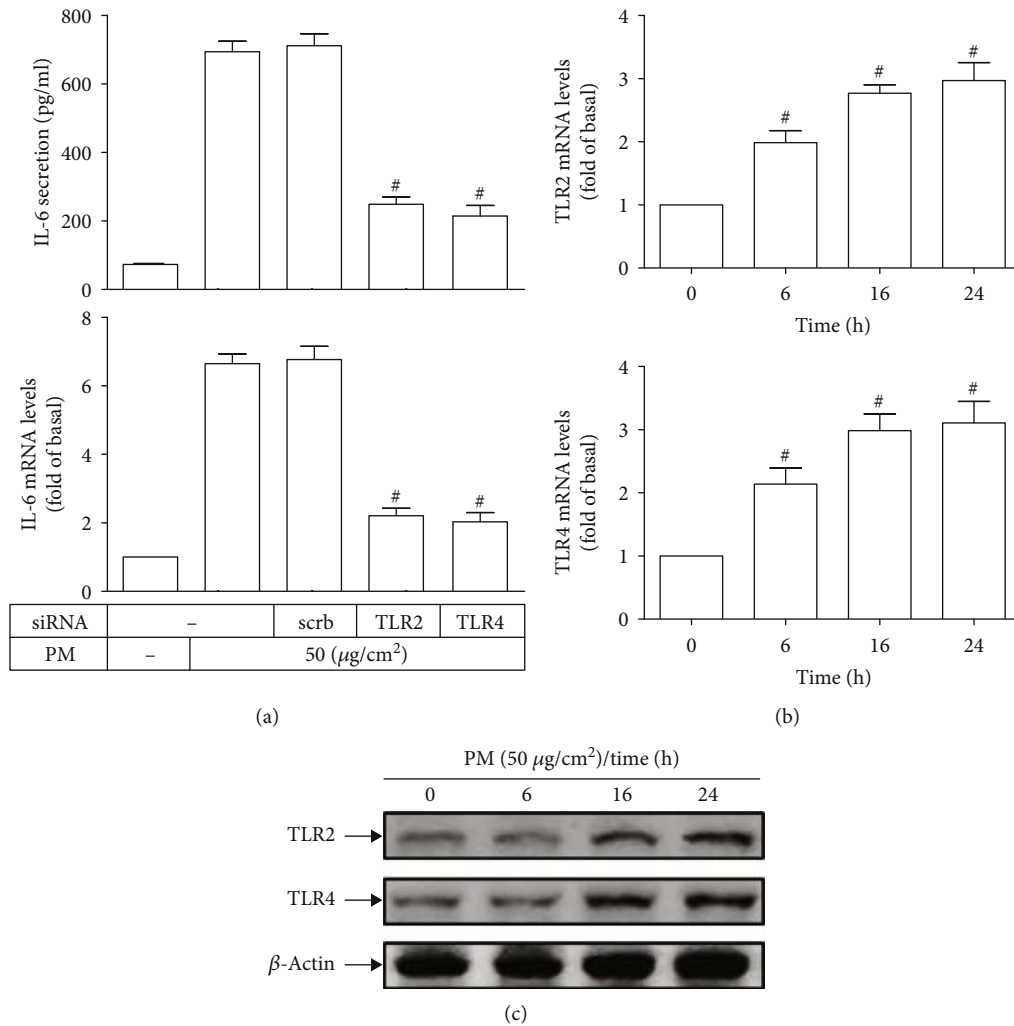 800
600
400
200
0
IL-6 secretion (pg/ml)
#
#
8
6
4
2
0
IL-6 mRNA levels
(fold of basal)
#
#
siRNA – scrb TLR2 TLR4
PM – 50 (μg/cm²)
(a)
4
3
2
1
0
TLR2 mRNA levels
(fold of basal)
#
#
#
0 6 16 24
Time (h)
4
3
2
1
0
TLR4 mRNA levels
(fold of basal)
#
#
#
0 6 16 24
Time (h)
(b)
PM (50 μg/cm²)/time (h)
0 6 16 24
TLR2
TLR4
β-Actin
(c)